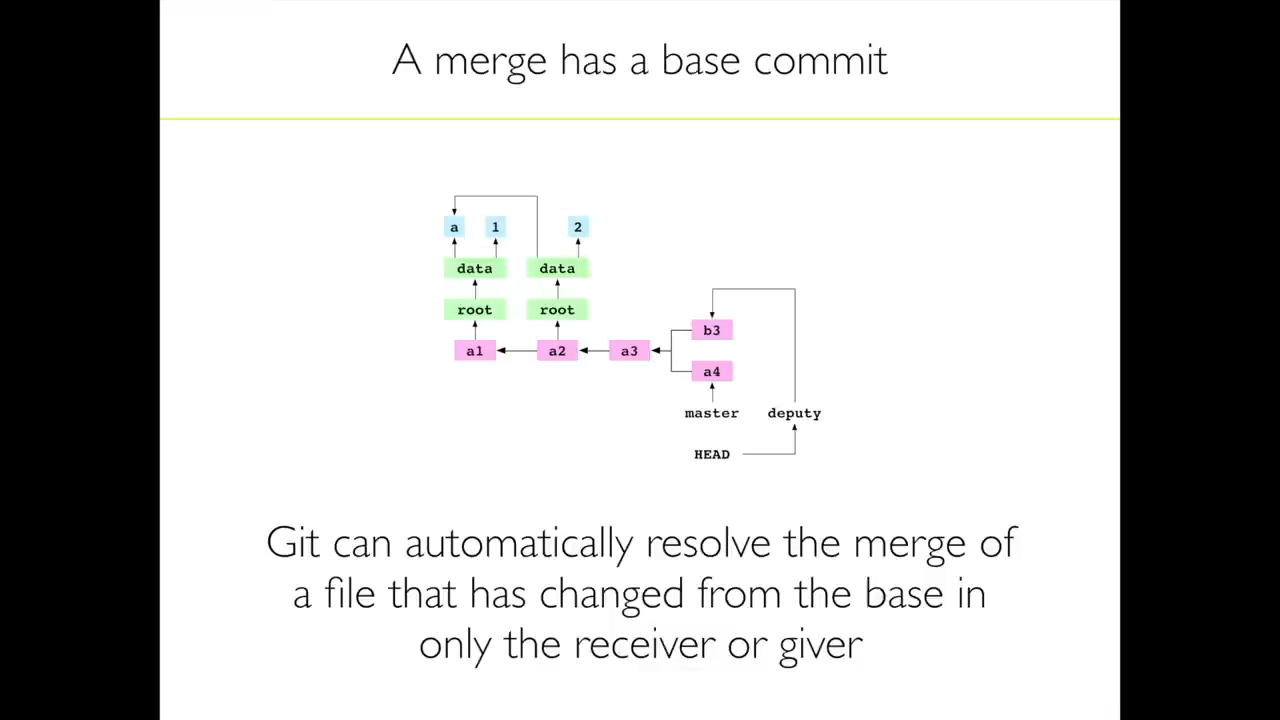 A merge has a base commit
a 1 2
data data
root root
b3
a1 a2 a3
a4
master deputy
HEAD
Git can automatically resolve the merge of
a file that has changed from the base in
only the receiver or giver